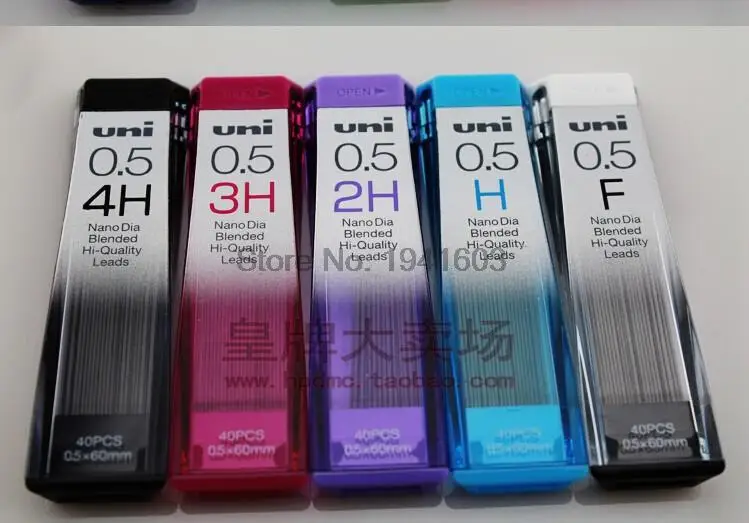 OPEN
OPEN
OPEN
uni
0.5
4H
Nano Dia
Blended
Hi-Quality
Leads
40PCS
0.5×60mm
uni
0.5
3H
Nano Dia
Blended
Hi-Quality
Leads
40PCS
0.5×60mm
uni
0.5
2H
Nano Dia
Blended
Hi-Quality
Leads
40PCS
0.5×60mm
uni
0.5
H
Nano Dia
Blended
Hi-Quality
Leads
40PCS
0.5×60mm
uni
0.5
F
Nano Dia
Blended
Hi-Quality
Leads
40PCS
0.5×60mm
Store No: 1941603
皇牌大卖场
www.hpdmc.taobao.com